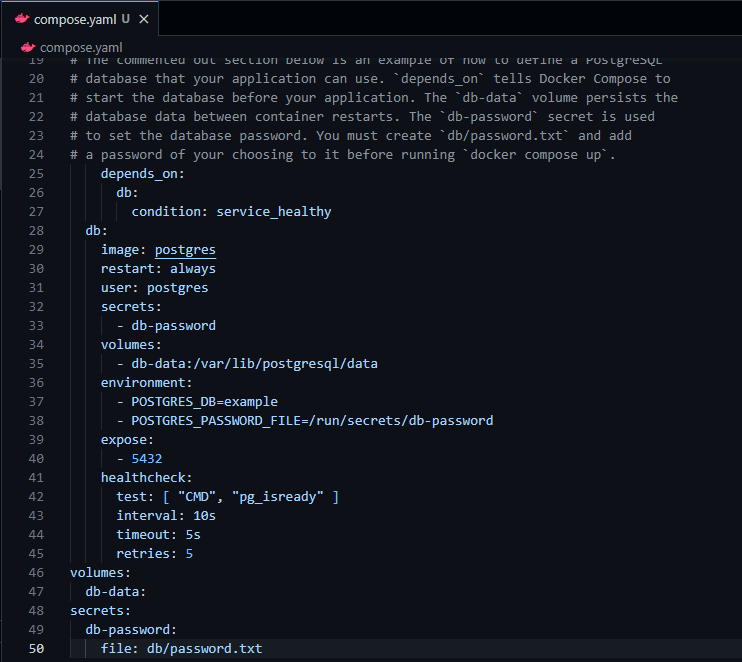 compose.yaml U ×
compose.yaml
19 # The commented out section below is an example of how to define a PostgreSQL
20 # database that your application can use. `depends_on` tells Docker Compose to
21 # start the database before your application. The `db-data` volume persists the
22 # database data between container restarts. The `db-password` secret is used
23 # to set the database password. You must create `db/password.txt` and add
24 # a password of your choosing to it before running `docker compose up`.
25     depends_on:
26       db:
27         condition: service_healthy
28   db:
29     image: postgres
30     restart: always
31     user: postgres
32     secrets:
33       - db-password
34     volumes:
35       - db-data:/var/lib/postgresql/data
36     environment:
37       - POSTGRES_DB=example
38       - POSTGRES_PASSWORD_FILE=/run/secrets/db-password
39     expose:
40       - 5432
41     healthcheck:
42       test: [ "CMD", "pg_isready" ]
43       interval: 10s
44       timeout: 5s
45       retries: 5
46 volumes:
47   db-data:
48 secrets:
49   db-password:
50     file: db/password.txt